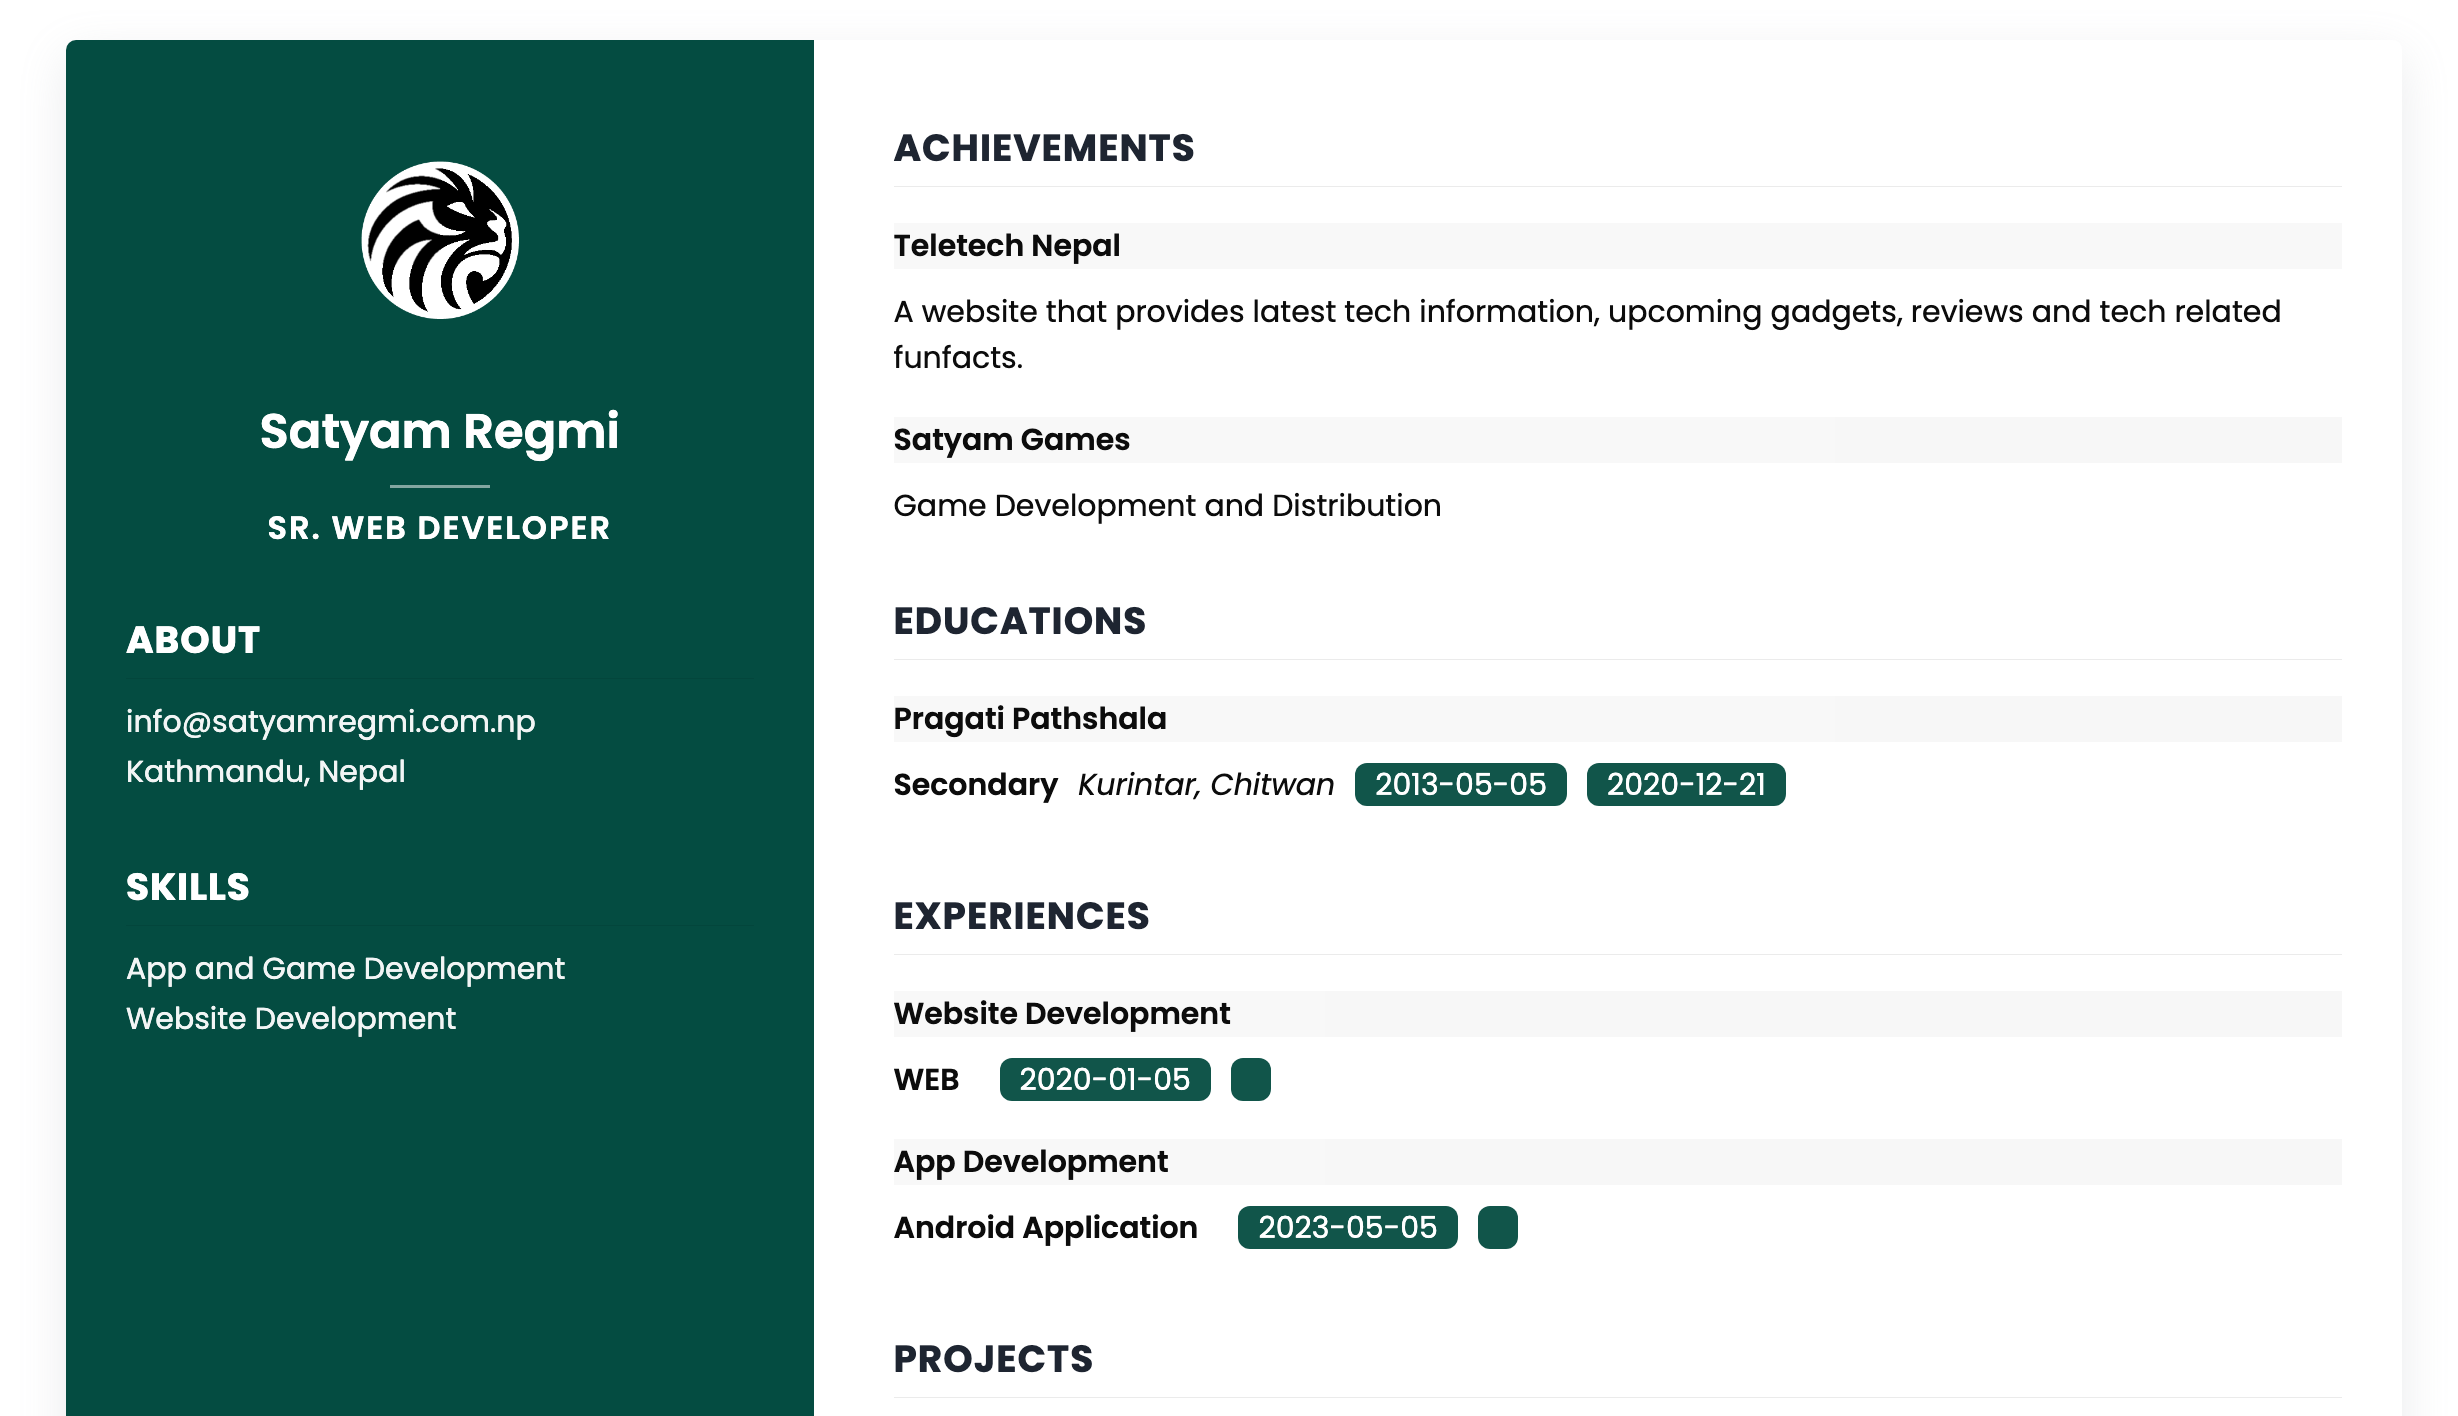 Satyam Regmi
SR. WEB DEVELOPER
ABOUT
info@satyamregmi.com.np
Kathmandu, Nepal
SKILLS
App and Game Development
Website Development
ACHIEVEMENTS
Teletech Nepal
A website that provides latest tech information, upcoming gadgets, reviews and tech related
funfacts.
Satyam Games
Game Development and Distribution
EDUCATIONS
Pragati Pathshala
Secondary Kurintar, Chitwan 2013-05-05 2020-12-21
EXPERIENCES
Website Development
WEB 2020-01-05
App Development
Android Application 2023-05-05
PROJECTS